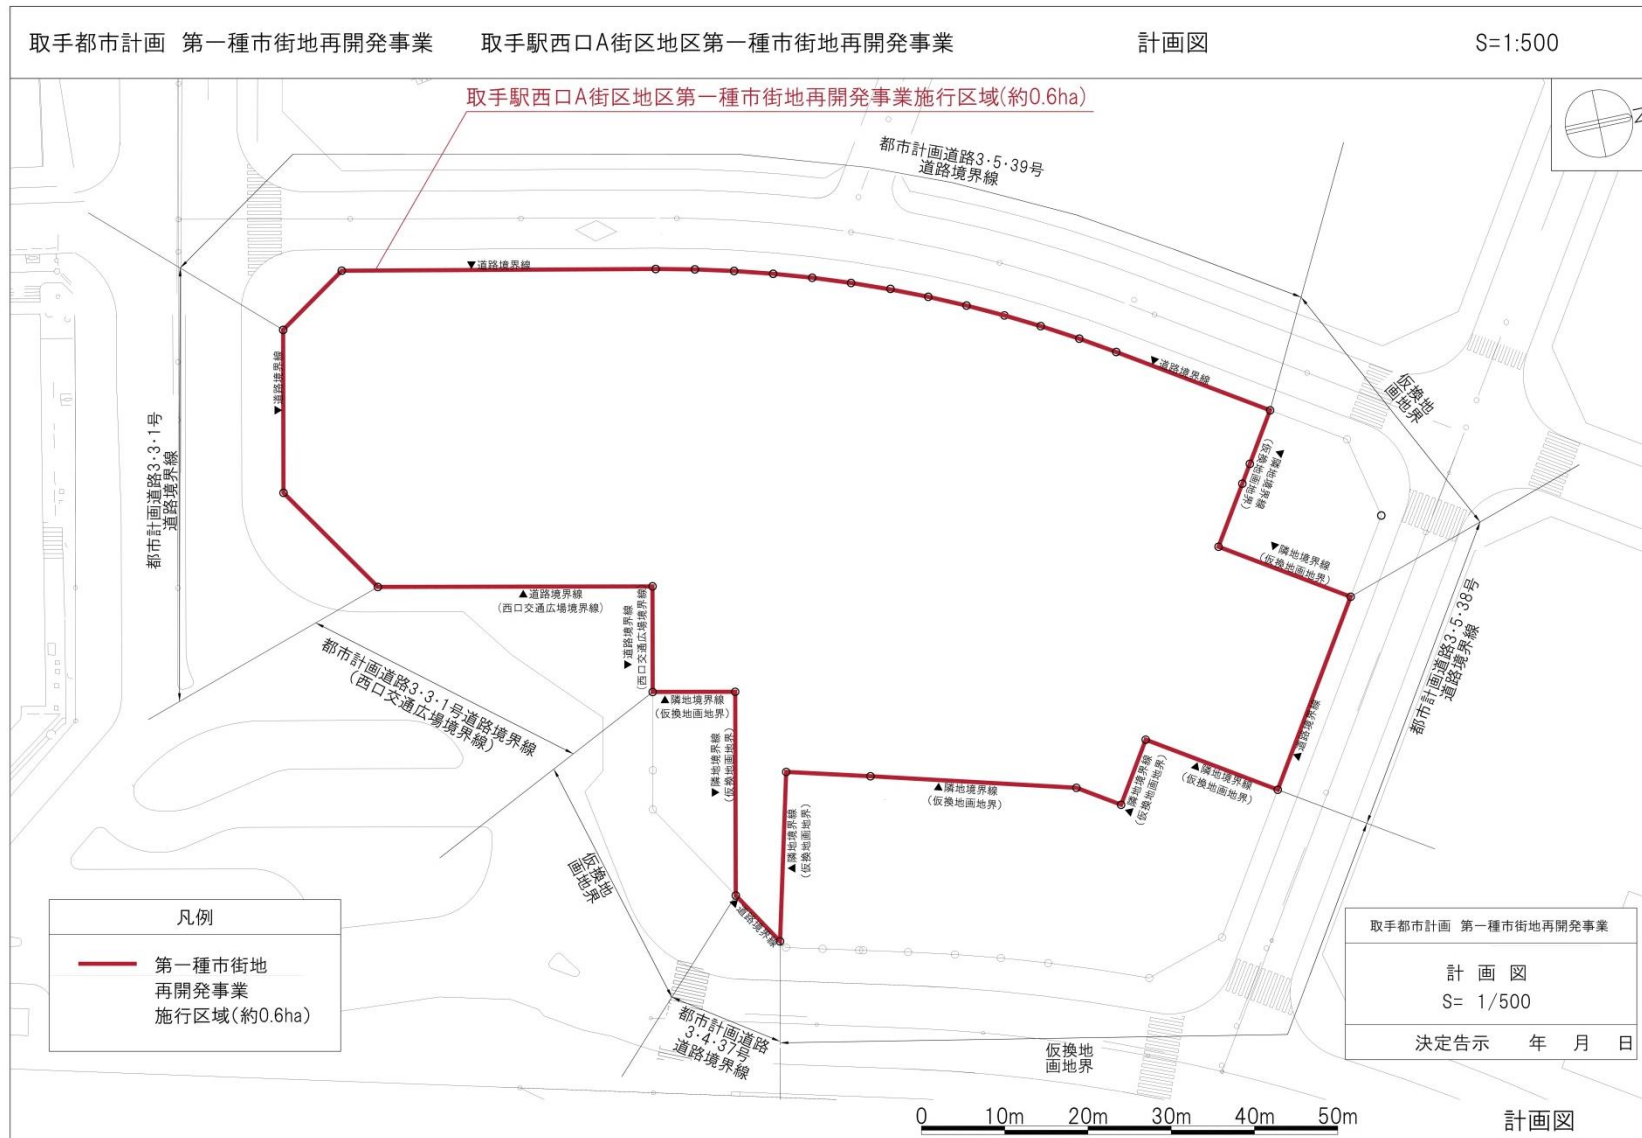 取手都市計画 第一種市街地再開発事業 取手駅西口A街区地区第一種市街地再開発事業 計画図 S=1:500
取手駅西口A街区地区第一種市街地再開発事業施行区域(約0.6ha)
都市計画道路3・5・39号
道路境界線
▼道路境界線
▼道路境界線
▼道路境界線
都市計画道路3・3・1号
道路境界線
仮換地
画地界
▼隣地境界線
(仮換地画地界)
▼隣地境界線
(仮換地画地界)
都市計画道路3・5・38号
道路境界線
▲道路境界線
(西口交通広場境界線)
▼道路境界線
(西口交通広場境界線)
都市計画道路3・3・1号道路境界線
(西口交通広場境界線)
▲隣地境界線
(仮換地画地界)
▼隣地境界線
(仮換地画地界)
▲隣地境界線
(仮換地画地界)
▲隣地境界線
(仮換地画地界)
▲隣地境界線
(仮換地画地界)
▲隣地境界線
(仮換地画地界)
▲道路境界線
▲道路境界線
仮換地
画地界
都市計画道路
3・4・37号
道路境界線
仮換地
画地界
凡例
第一種市街地
再開発事業
施行区域(約0.6ha)
取手都市計画 第一種市街地再開発事業
計 画 図
S= 1/500
決定告示 年 月 日
0 10m 20m 30m 40m 50m
計画図